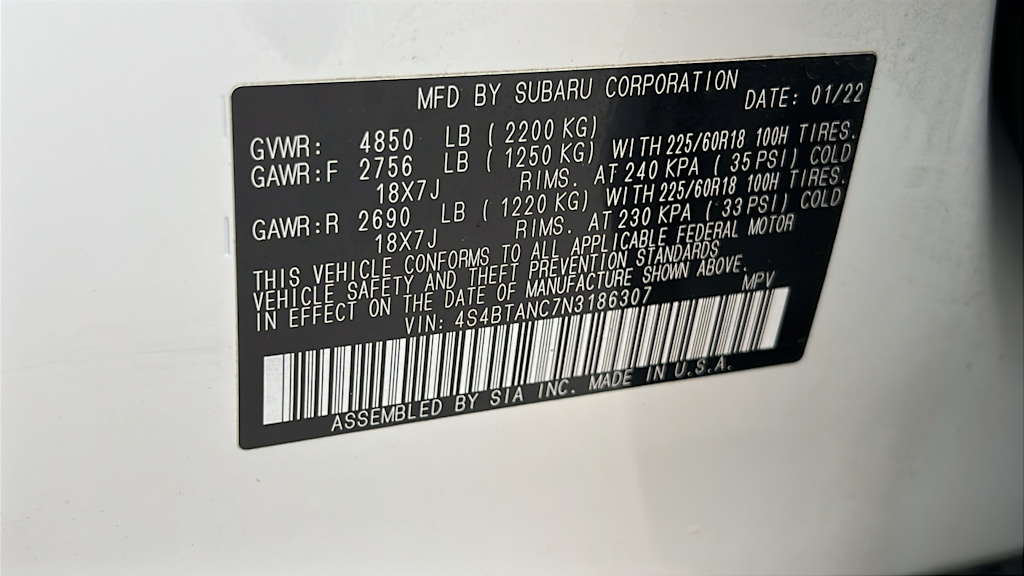 MFD BY SUBARU CORPORATION DATE: 01/22
GVWR: 4850 LB ( 2200 KG)
GAWR:F 2756 LB ( 1250 KG) WITH 225/60R18 100H TIRES.
18X7J RIMS. AT 240 KPA ( 35 PSI) COLD
GAWR:R 2690 LB ( 1220 KG) WITH 225/60R18 100H TIRES.
18X7J RIMS. AT 230 KPA ( 33 PSI) COLD
THIS VEHICLE CONFORMS TO ALL APPLICABLE FEDERAL MOTOR
VEHICLE SAFETY AND THEFT PREVENTION STANDARDS
IN EFFECT ON THE DATE OF MANUFACTURE SHOWN ABOVE.
VIN: 4S4BTANC7N3186307 MPV
ASSEMBLED BY SIA INC. MADE IN U.S.A.